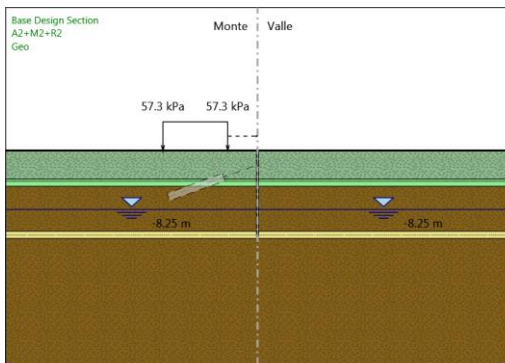 Base Design Section
A2+M2+R2
Geo
Monte
Valle
57.3 kPa
57.3 kPa
-8.25 m
-8.25 m